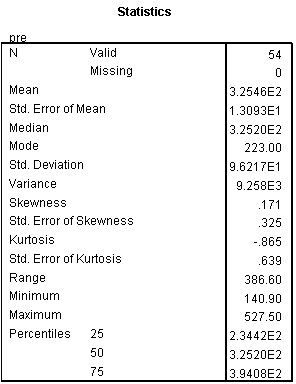 Statistics
pre
N Valid 54
Missing 0
Mean 3.2546E2
Std. Error of Mean 1.3093E1
Median 3.2520E2
Mode 223.00
Std. Deviation 9.6217E1
Variance 9.258E3
Skewness .171
Std. Error of Skewness .325
Kurtosis -.865
Std. Error of Kurtosis .639
Range 386.60
Minimum 140.90
Maximum 527.50
Percentiles 25 2.3442E2
50 3.2520E2
75 3.9408E2